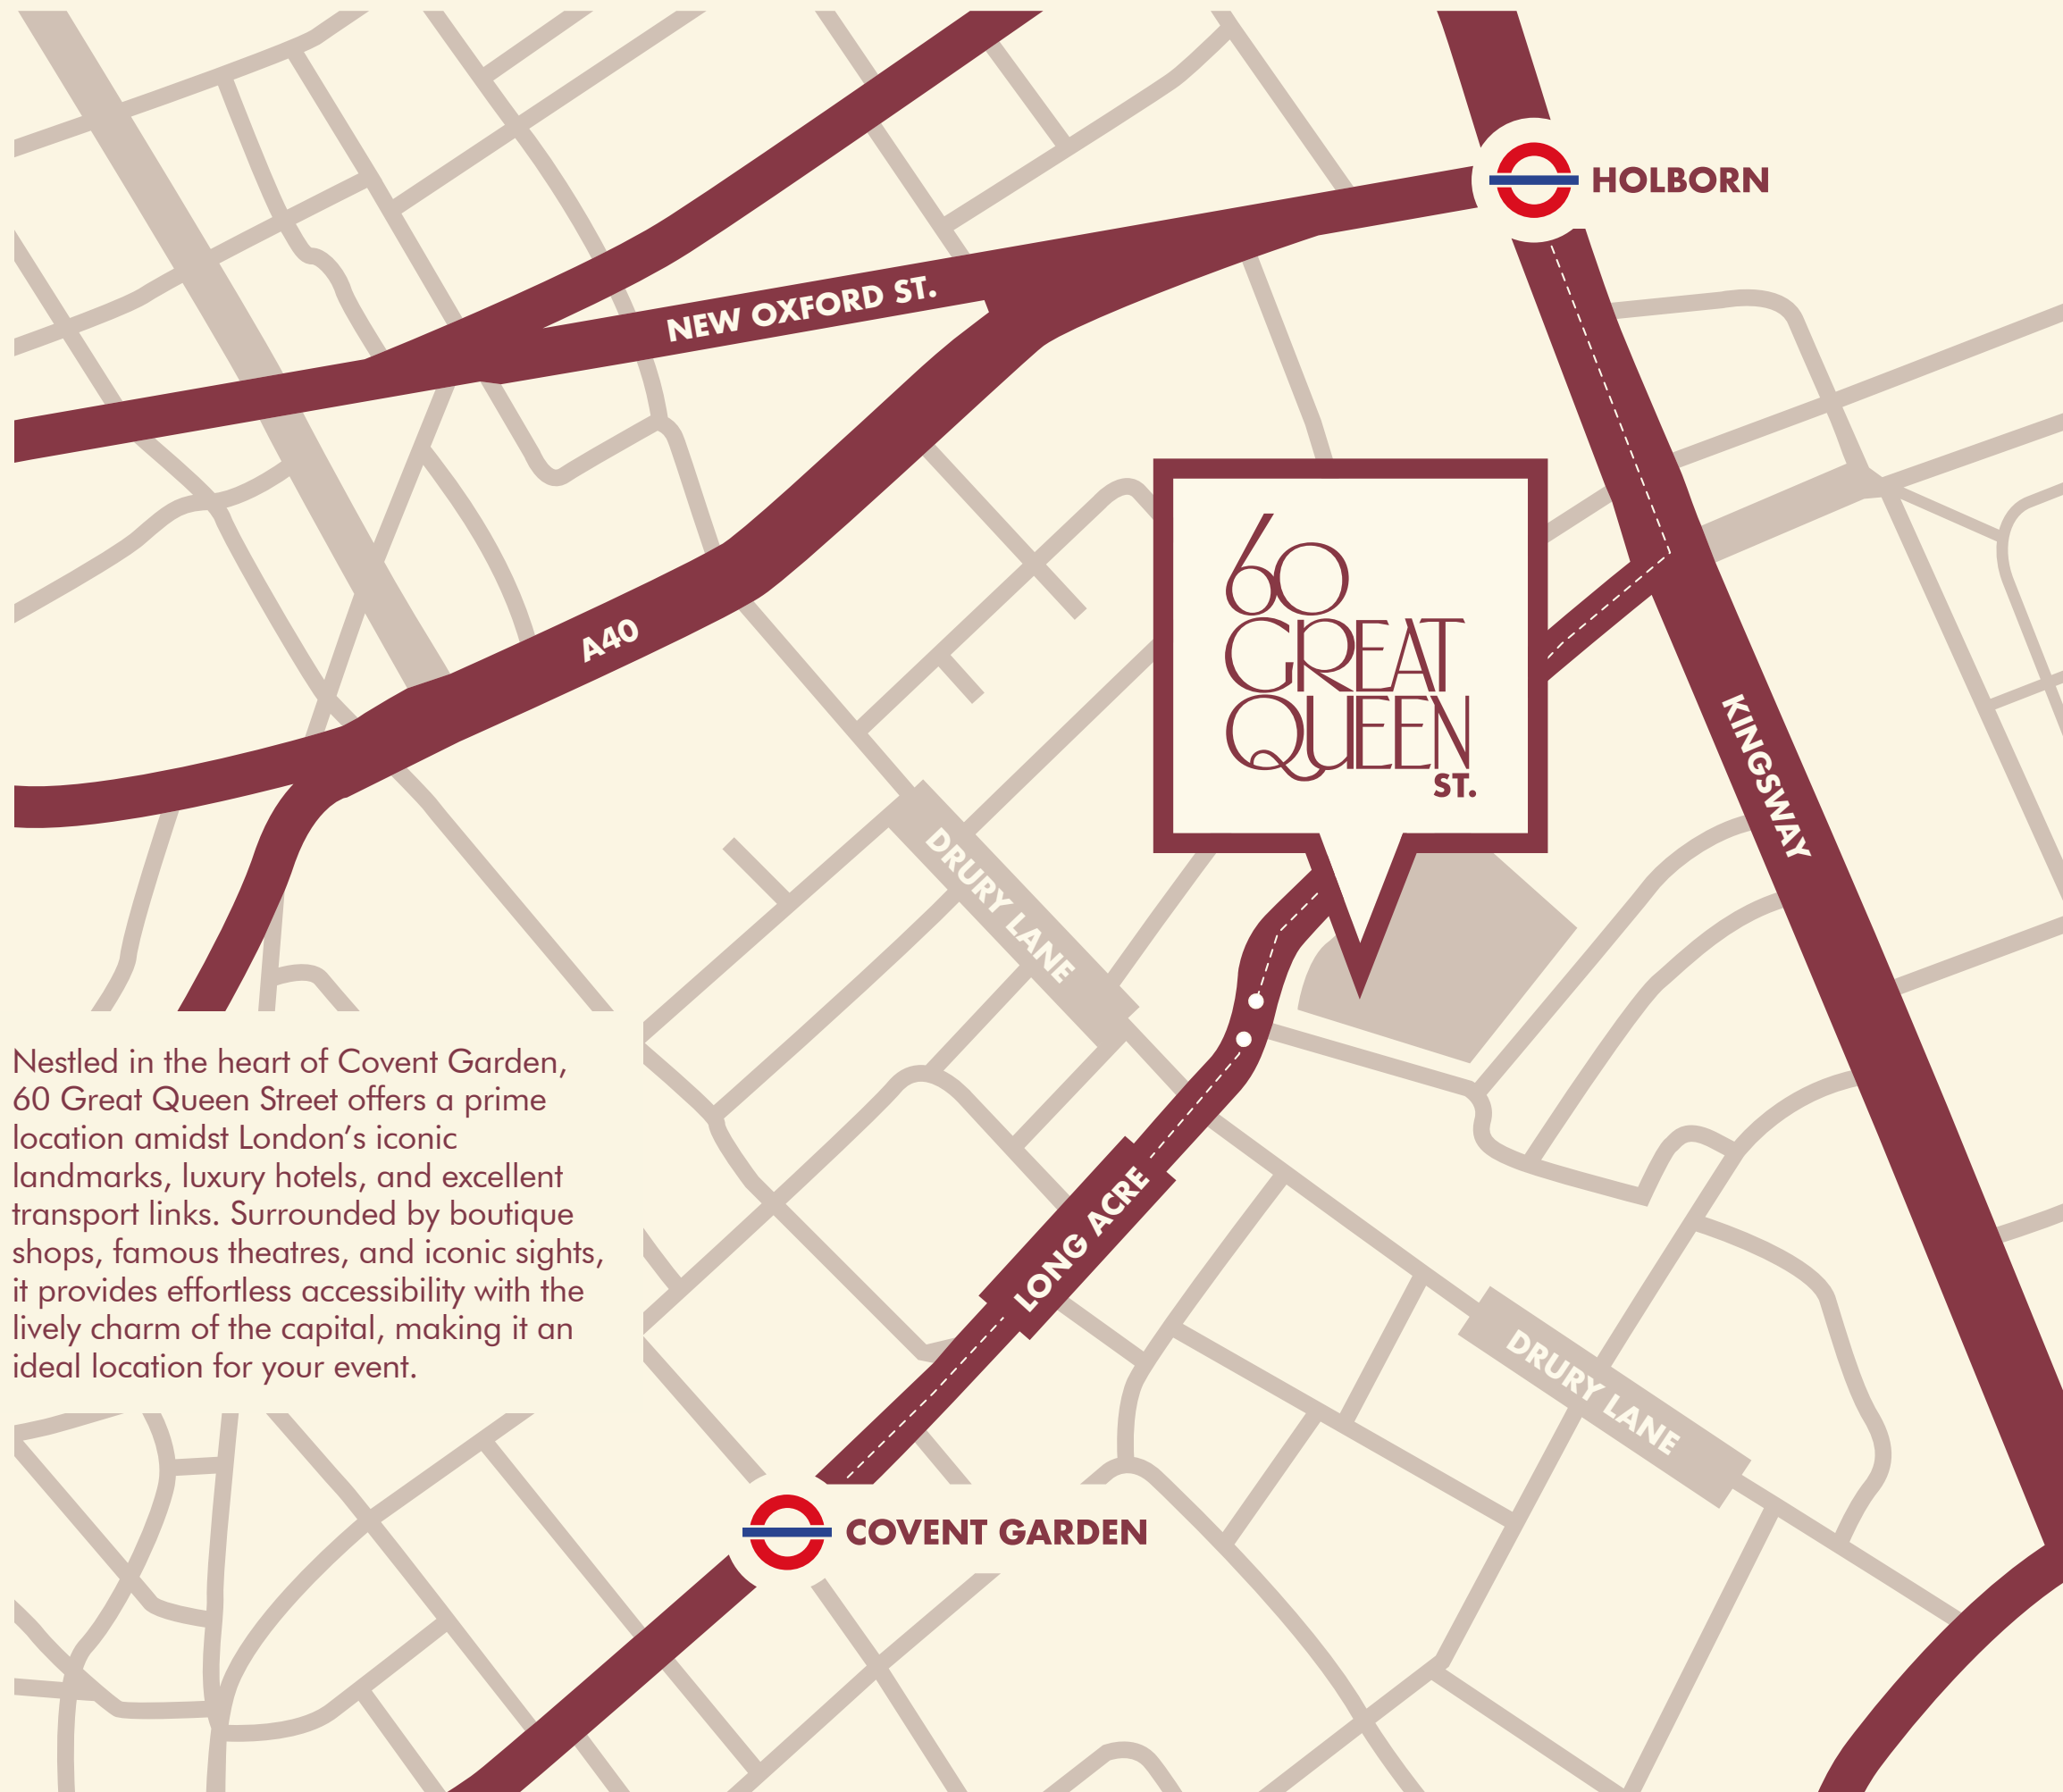 HOLBORN
NEW OXFORD ST.
A40
60
GREAT
QUEEN
ST.
KINGSWAY
DRURY LANE
Nestled in the heart of Covent Garden,
60 Great Queen Street offers a prime
location amidst London’s iconic
landmarks, luxury hotels, and excellent
transport links. Surrounded by boutique
shops, famous theatres, and iconic sights,
it provides effortless accessibility with the
lively charm of the capital, making it an
ideal location for your event.
LONG ACRE
DRURY LANE
COVENT GARDEN